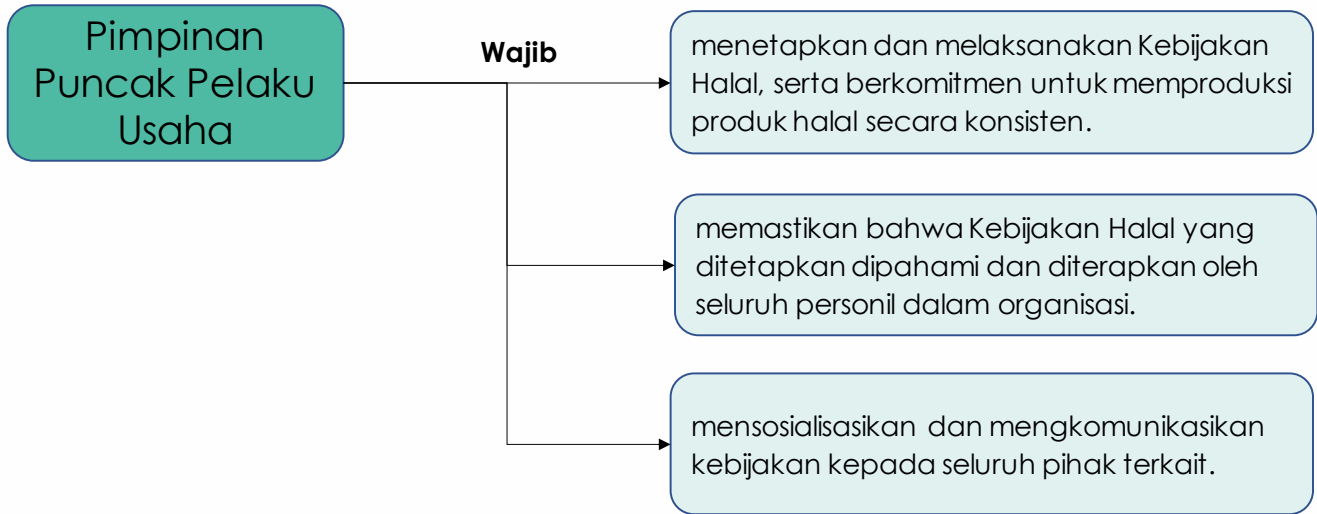 Pimpinan
Puncak Pelaku
Usaha
Wajib
menetapkan dan melaksanakan Kebijakan
Halal, serta berkomitmen untuk memproduksi
produk halal secara konsisten.
memastikan bahwa Kebijakan Halal yang
ditetapkan dipahami dan diterapkan oleh
seluruh personil dalam organisasi.
mensosialisasikan dan mengkomunikasikan
kebijakan kepada seluruh pihak terkait.